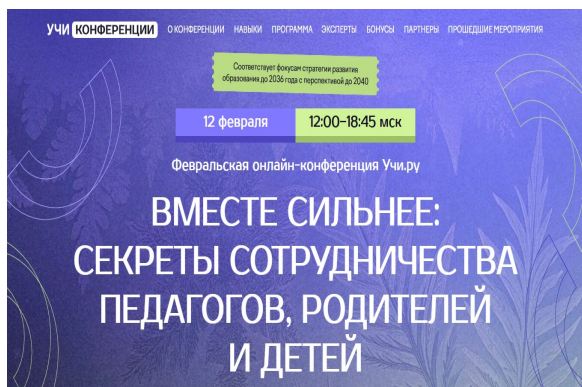 УЧИ КОНФЕРЕНЦИИ О КОНФЕРЕНЦИИ НАВЫКИ ПРОГРАММА ЭКСПЕРТЫ БОНУСЫ ПАРТНЕРЫ ПРОШЕДШИЕ МЕРОПРИЯТИЯ
Соответствует фокусам стратегии развития
образования до 2036 года с перспективой до 2040
12 февраля 12:00–18:45 мск
Февральская онлайн-конференция Учи.ру
ВМЕСТЕ СИЛЬНЕЕ:
СЕКРЕТЫ СОТРУДНИЧЕСТВА
ПЕДАГОГОВ, РОДИТЕЛЕЙ
И ДЕТЕЙ